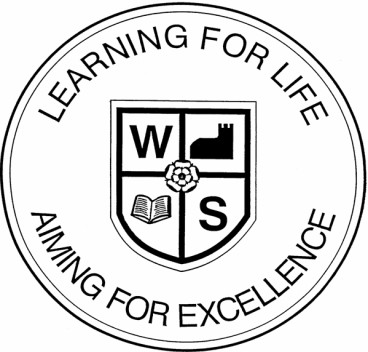 LEARNING FOR LIFE
W
S
AIMING FOR EXCELLENCE